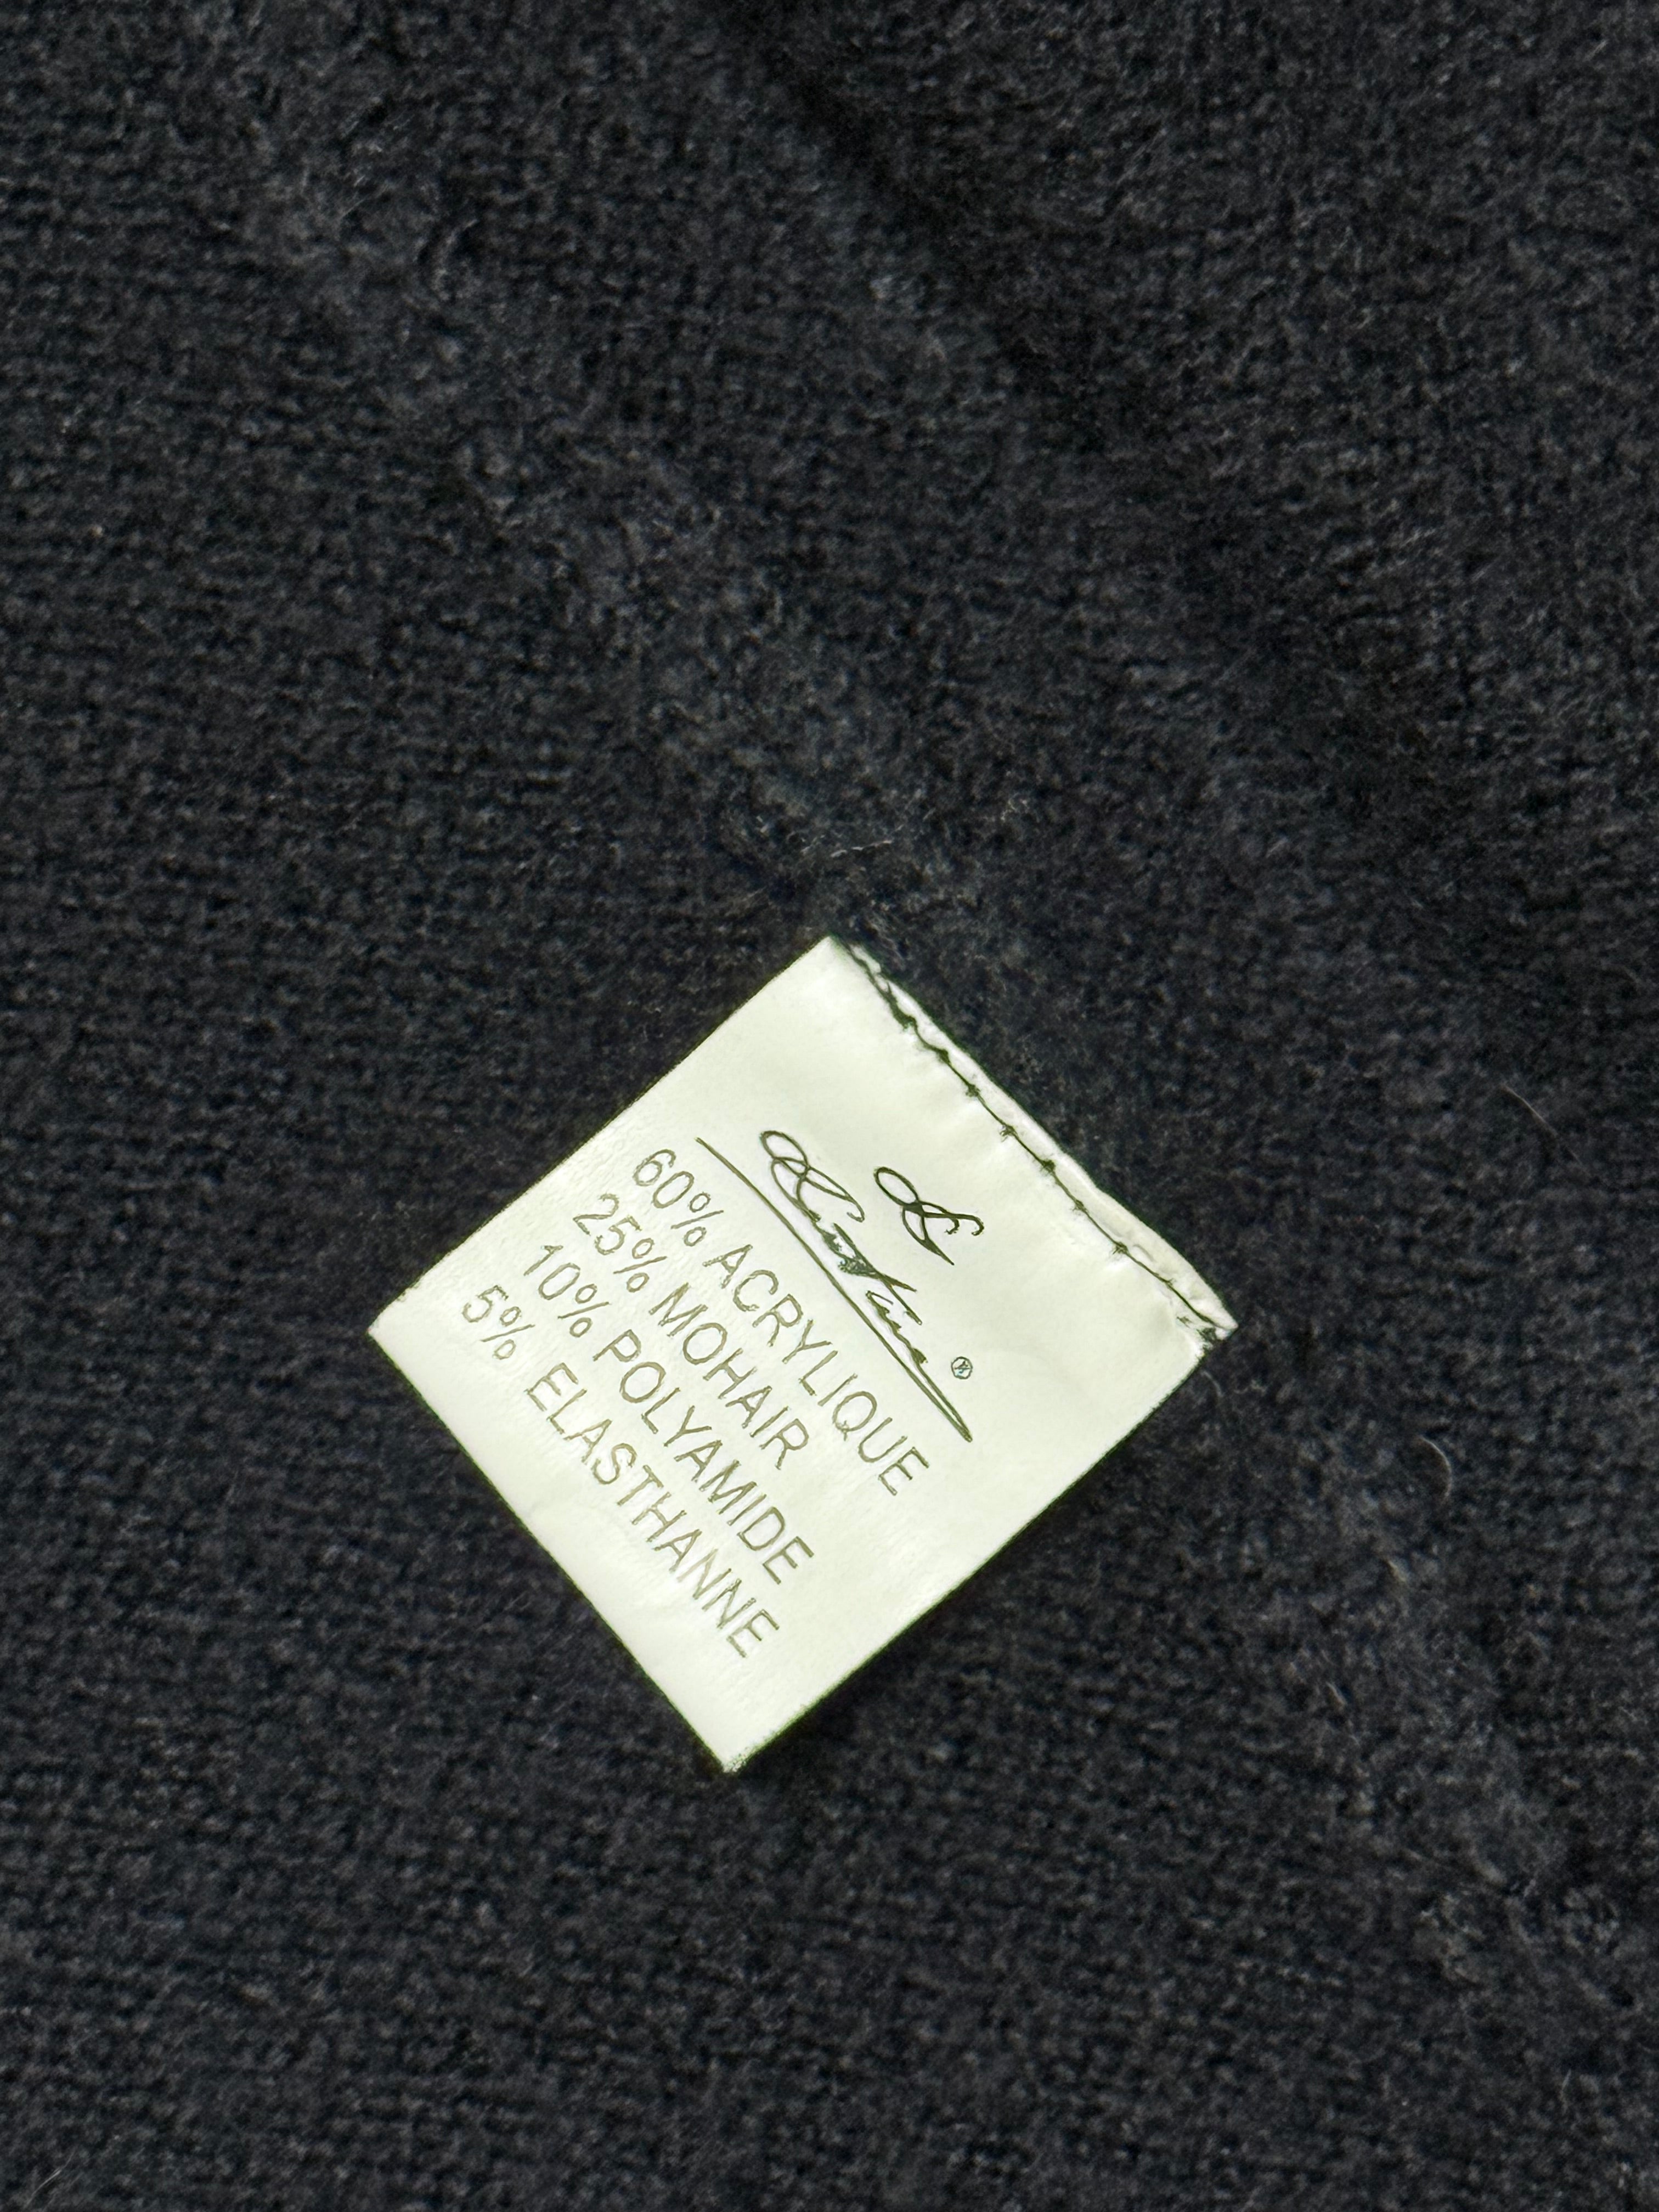 60% ACRYLIQUE
25% MOHAIR
10% POLYAMIDE
5% ELASTHANNE